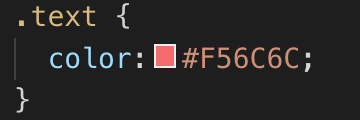 .text {
color: #F56C6C;
}